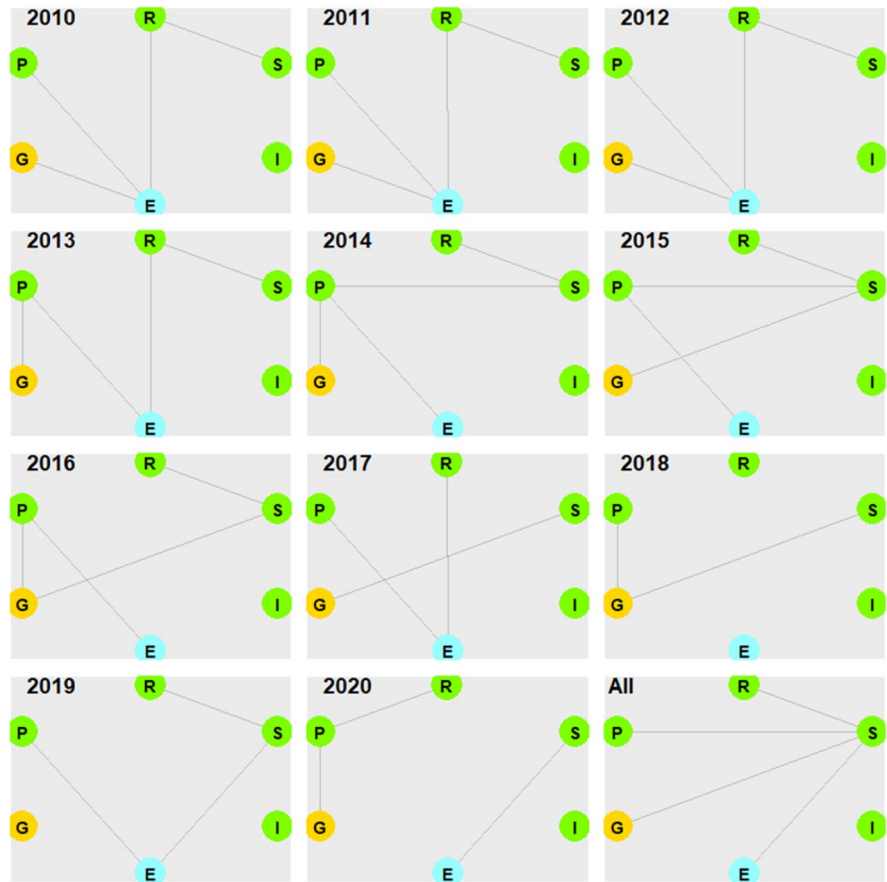 2010 R 2011 R 2012 R
P S P S P S
G I G I G I
E E E
2013 R 2014 R 2015 R
P S P S P S
G I G I G I
E E E
2016 R 2017 R 2018 R
P S P S P S
G I G I G I
E E E
2019 R 2020 R All R
P S P S P S
G I G I G I
E E E